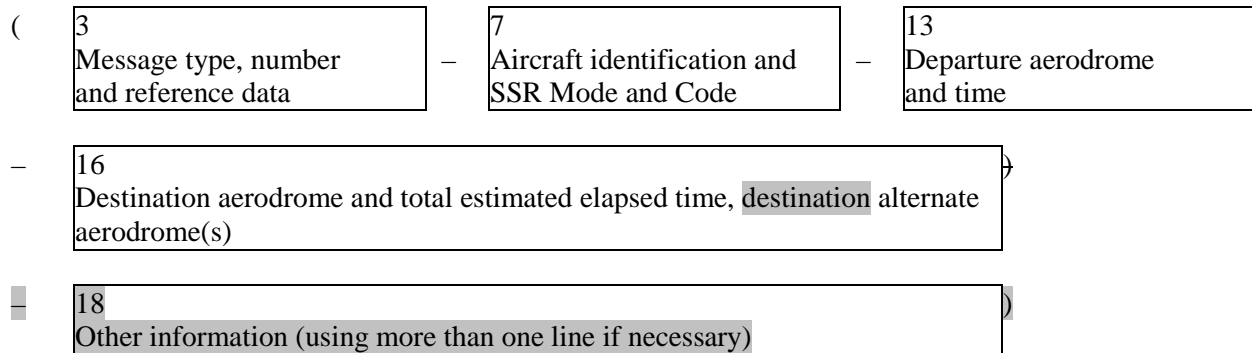 ( 3 7 13
Message type, number – Aircraft identification and – Departure aerodrome
and reference data SSR Mode and Code and time
– 16 )
Destination aerodrome and total estimated elapsed time, destination alternate
aerodrome(s)
– 18 )
Other information (using more than one line if necessary)